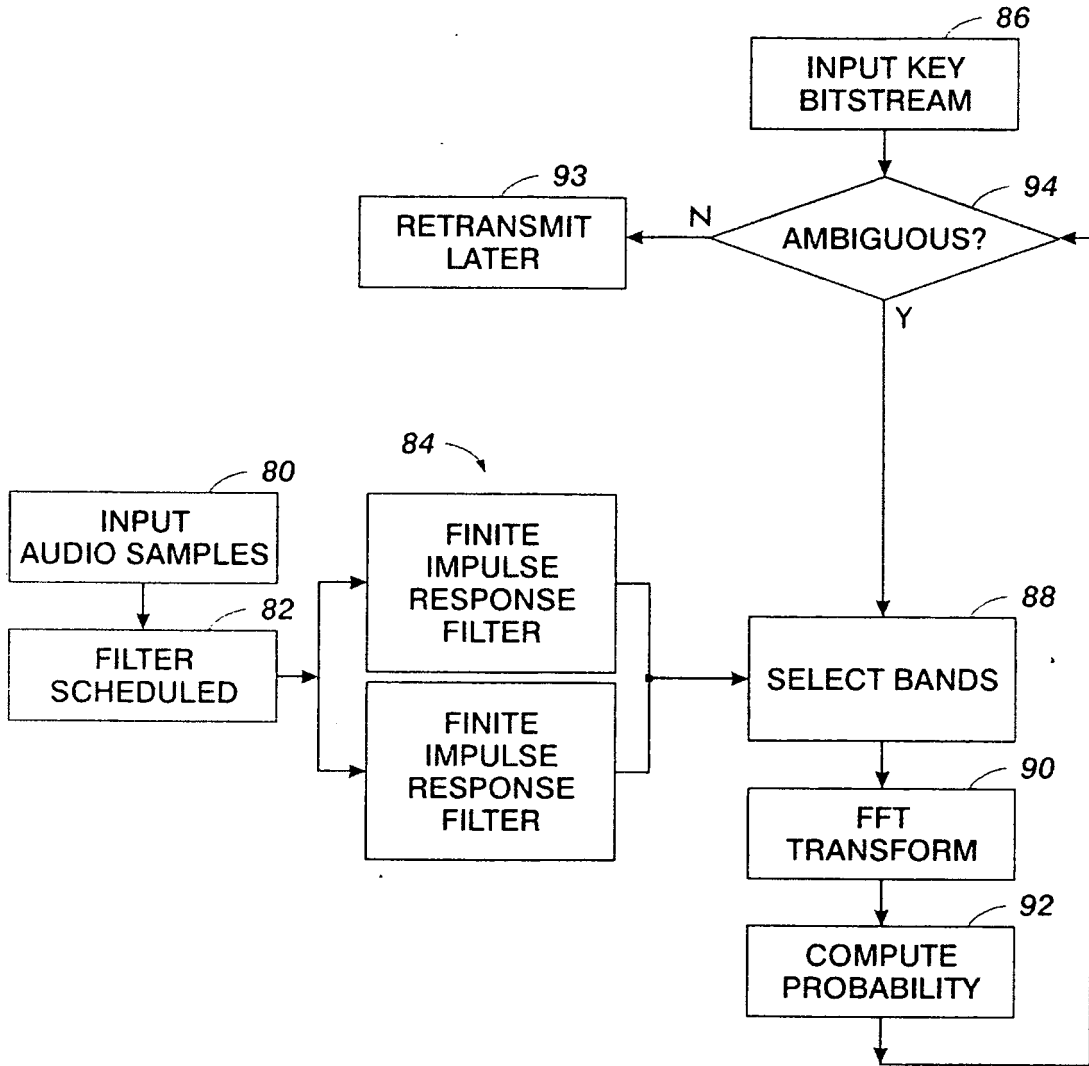 86
INPUT KEY
BITSTREAM
93
94
RETRANSMIT
LATER
N
AMBIGUOUS?
Y
84
80
INPUT
AUDIO SAMPLES
82
FILTER
SCHEDULED
FINITE
IMPULSE
RESPONSE
FILTER
FINITE
IMPULSE
RESPONSE
FILTER
88
SELECT BANDS
90
FFT
TRANSFORM
92
COMPUTE
PROBABILITY